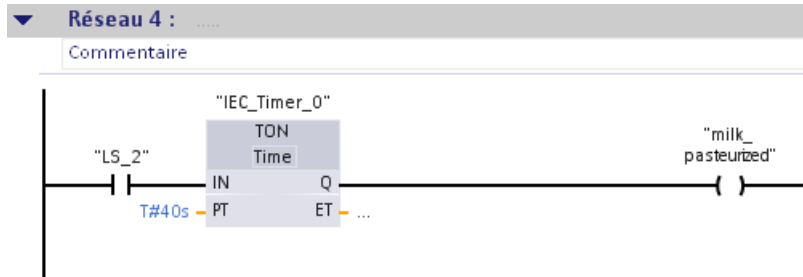 Réseau 4 : .....
Commentaire
"IEC_Timer_0"
TON
Time
"LS_2"
"milk_
pasteurized"
IN Q
T#40s PT ET ...